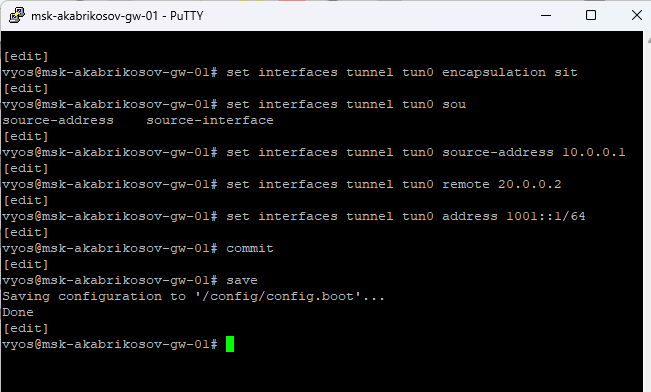 msk-akabrikosov-gw-01 - PuTTY
[edit]
vyos@msk-akabrikosov-gw-01# set interfaces tunnel tun0 encapsulation sit
[edit]
vyos@msk-akabrikosov-gw-01# set interfaces tunnel tun0 sou
source-address    source-interface
[edit]
vyos@msk-akabrikosov-gw-01# set interfaces tunnel tun0 source-address 10.0.0.1
[edit]
vyos@msk-akabrikosov-gw-01# set interfaces tunnel tun0 remote 20.0.0.2
[edit]
vyos@msk-akabrikosov-gw-01# set interfaces tunnel tun0 address 1001::1/64
[edit]
vyos@msk-akabrikosov-gw-01# commit
[edit]
vyos@msk-akabrikosov-gw-01# save
Saving configuration to '/config/config.boot'...
Done
[edit]
vyos@msk-akabrikosov-gw-01#